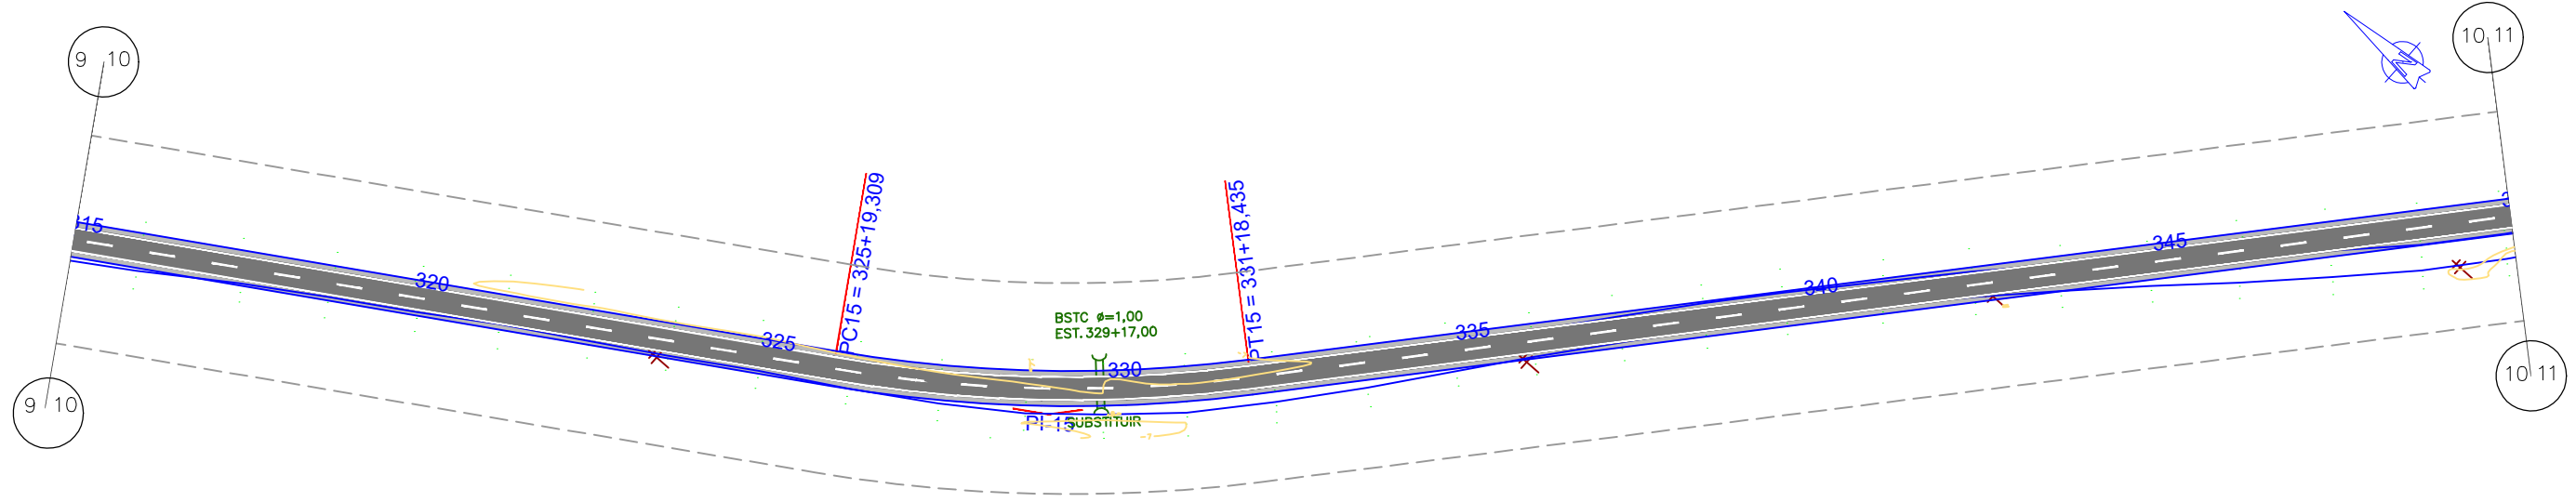 9 10
10 11
315
320
325
PC15 = 325+19,309
BSTC ø=1,00
EST. 329+17,00
330
PT15 = 331+18,435
335
340
345
N
PI-15
SUBSTITUIR
9 10
10 11